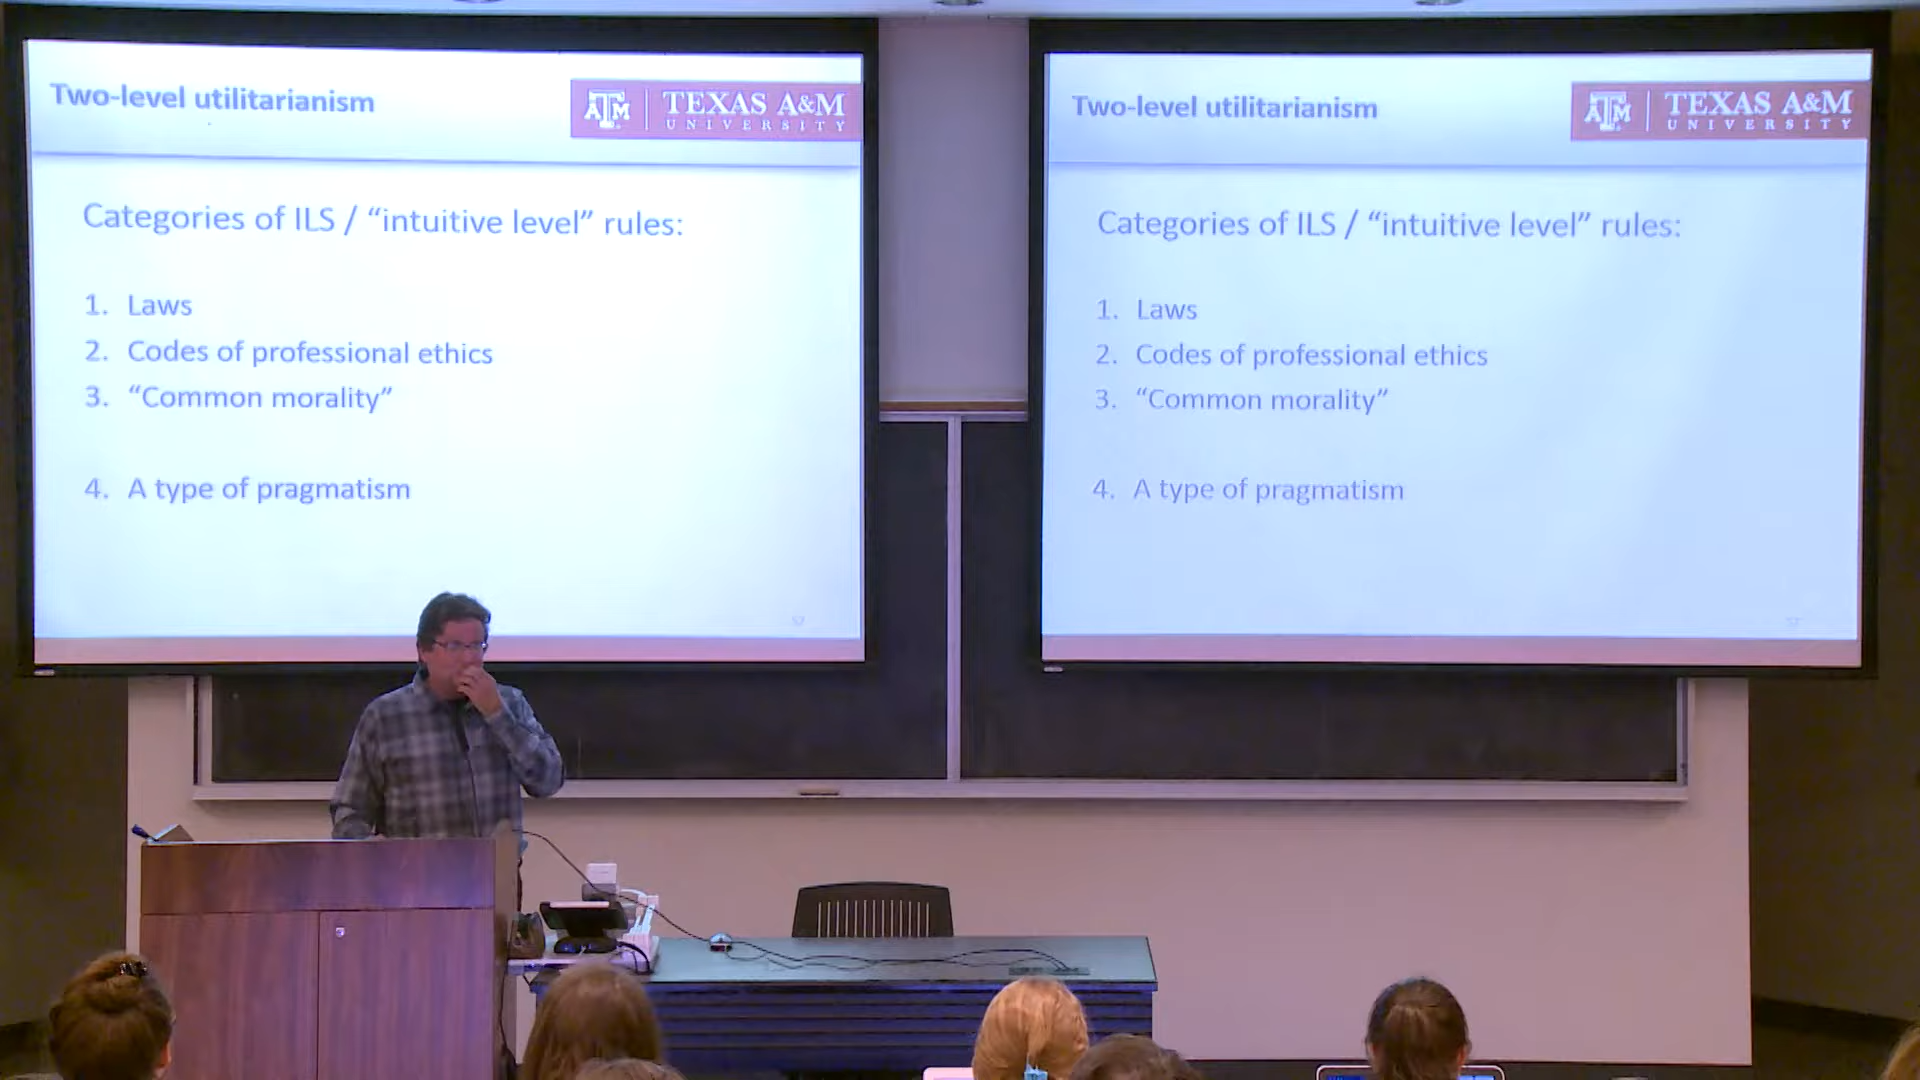 Two-level utilitarianism
ATM | TEXAS A&M
UNIVERSITY
Categories of ILS / “intuitive level” rules:
1. Laws
2. Codes of professional ethics
3. “Common morality”
4. A type of pragmatism
Two-level utilitarianism
ATM | TEXAS A&M
UNIVERSITY
Categories of ILS / “intuitive level” rules:
1. Laws
2. Codes of professional ethics
3. “Common morality”
4. A type of pragmatism